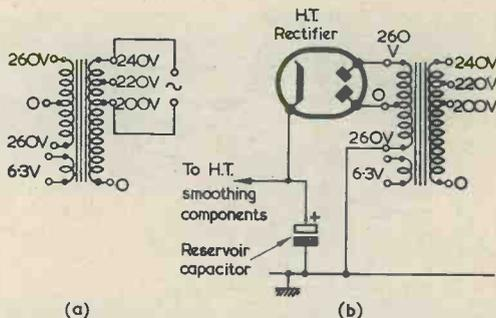 260V
240V
220V
200V
O
260V
6·3V
O
~
(a)
H.T.
Rectifier
260
V
240V
220V
200V
O
260V
6·3V
O
To H.T.
smoothing
components
+
Reservoir
capacitor
(b)